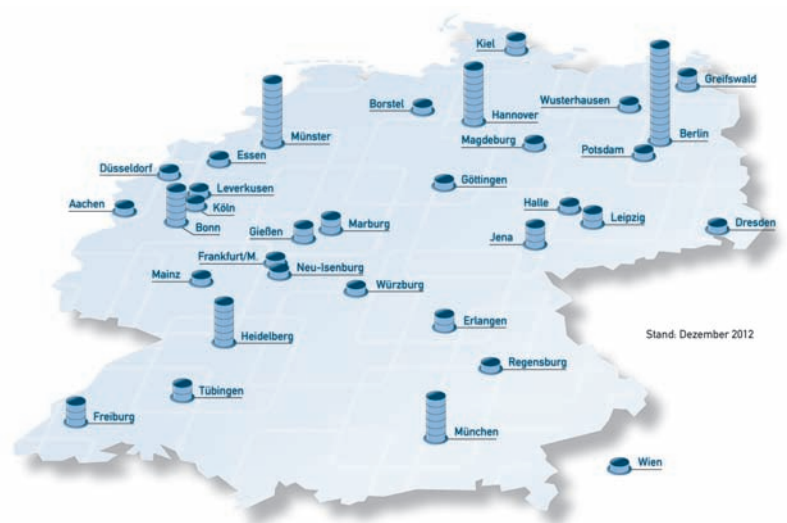 Kiel
Greifswald
Borstel
Wusterhausen
Hannover
Münster
Magdeburg
Berlin
Potsdam
Essen
Düsseldorf
Göttingen
Leverkusen
Aachen
Köln
Halle
Leipzig
Dresden
Bonn
Marburg
Gießen
Jena
Frankfurt/M.
Neu-Isenburg
Mainz
Würzburg
Erlangen
Heidelberg
Stand: Dezember 2012
Regensburg
Tübingen
Freiburg
München
Wien